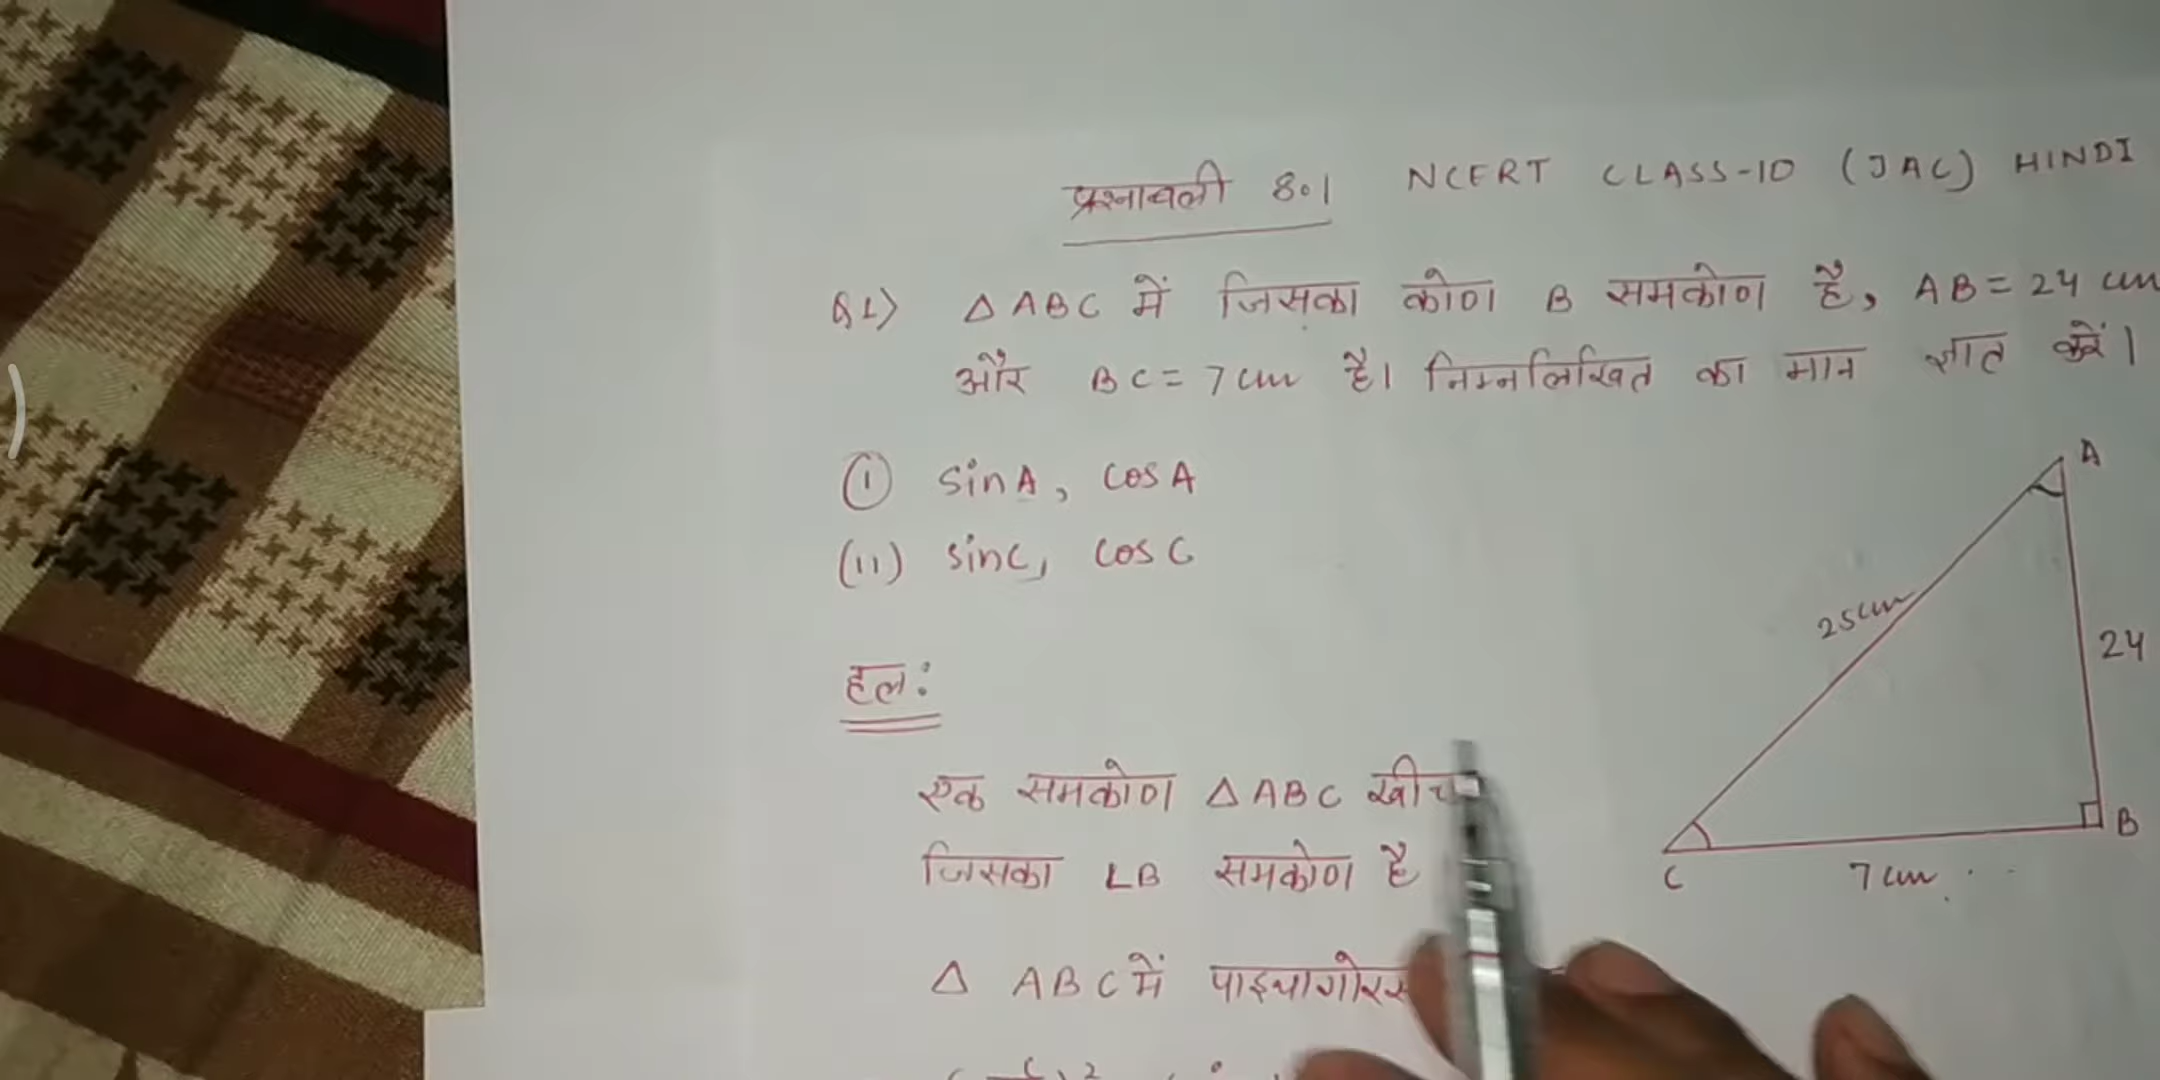 प्रश्नावली 8.1 NCERT CLASS-10 (JAC) HINDI
Q1> △ ABC में जिसका कोण B समकोण है, AB = 24 cm
और BC = 7 cm है। निम्नलिखित का मान ज्ञात करें।
(i) sin A, cos A
(ii) sin C, cos C
A
25 cm
24
B
C
7 cm
हलः
एक समकोण △ ABC
जिसका ∠B समकोण है
△ ABC में